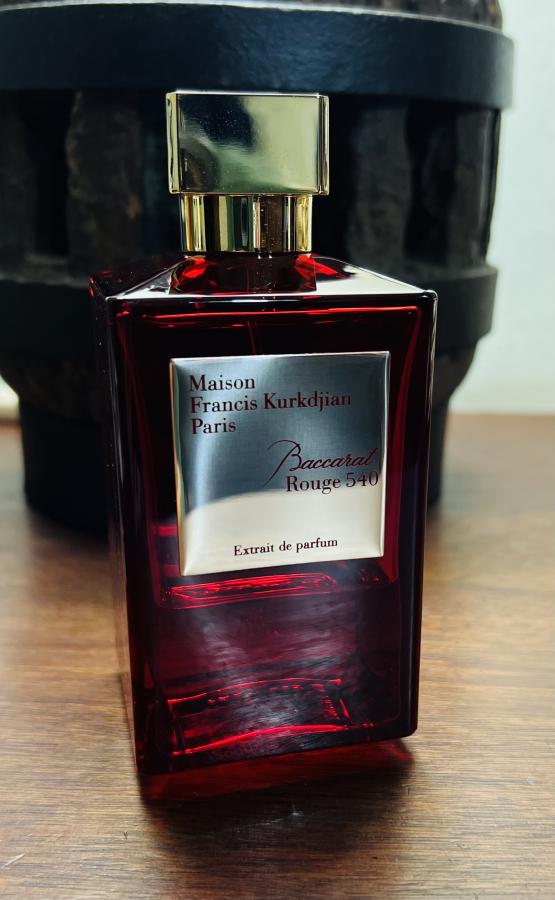 Maison
Francis Kurkdjian
Paris
Baccarat
Rouge 540
Extrait de parfum